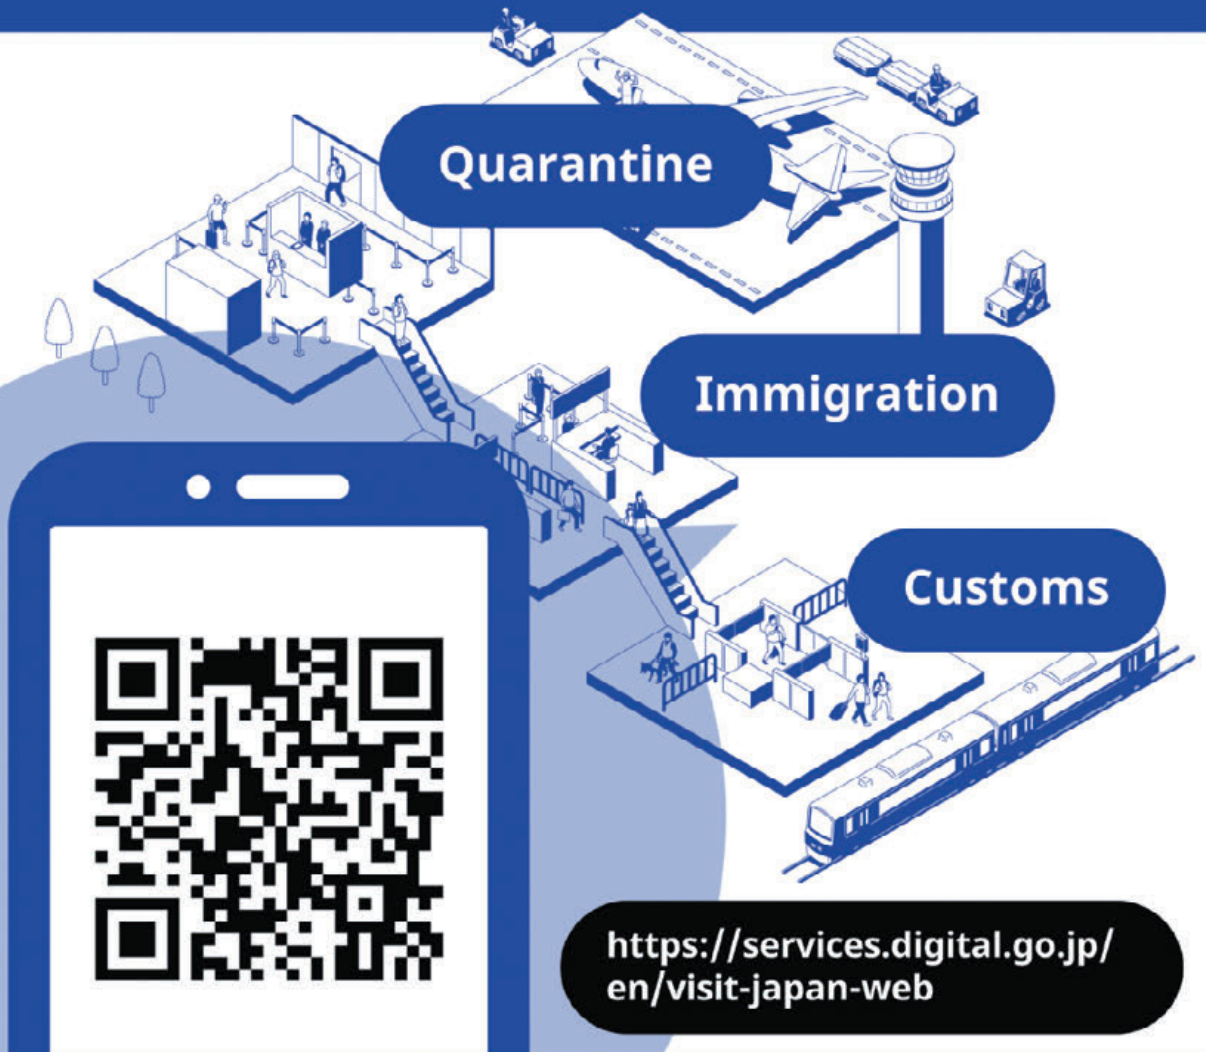 Quarantine
Immigration
Customs
https://services.digital.go.jp/
en/visit-japan-web